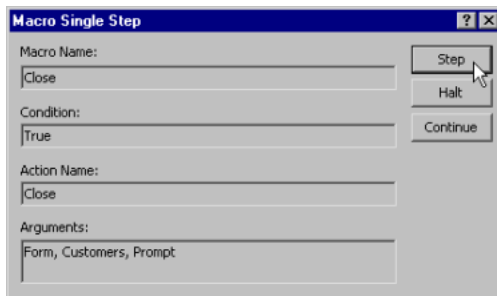 Macro Single Step
Macro Name:
Close
Condition:
True
Action Name:
Close
Arguments:
Form, Customers, Prompt
Step
Halt
Continue